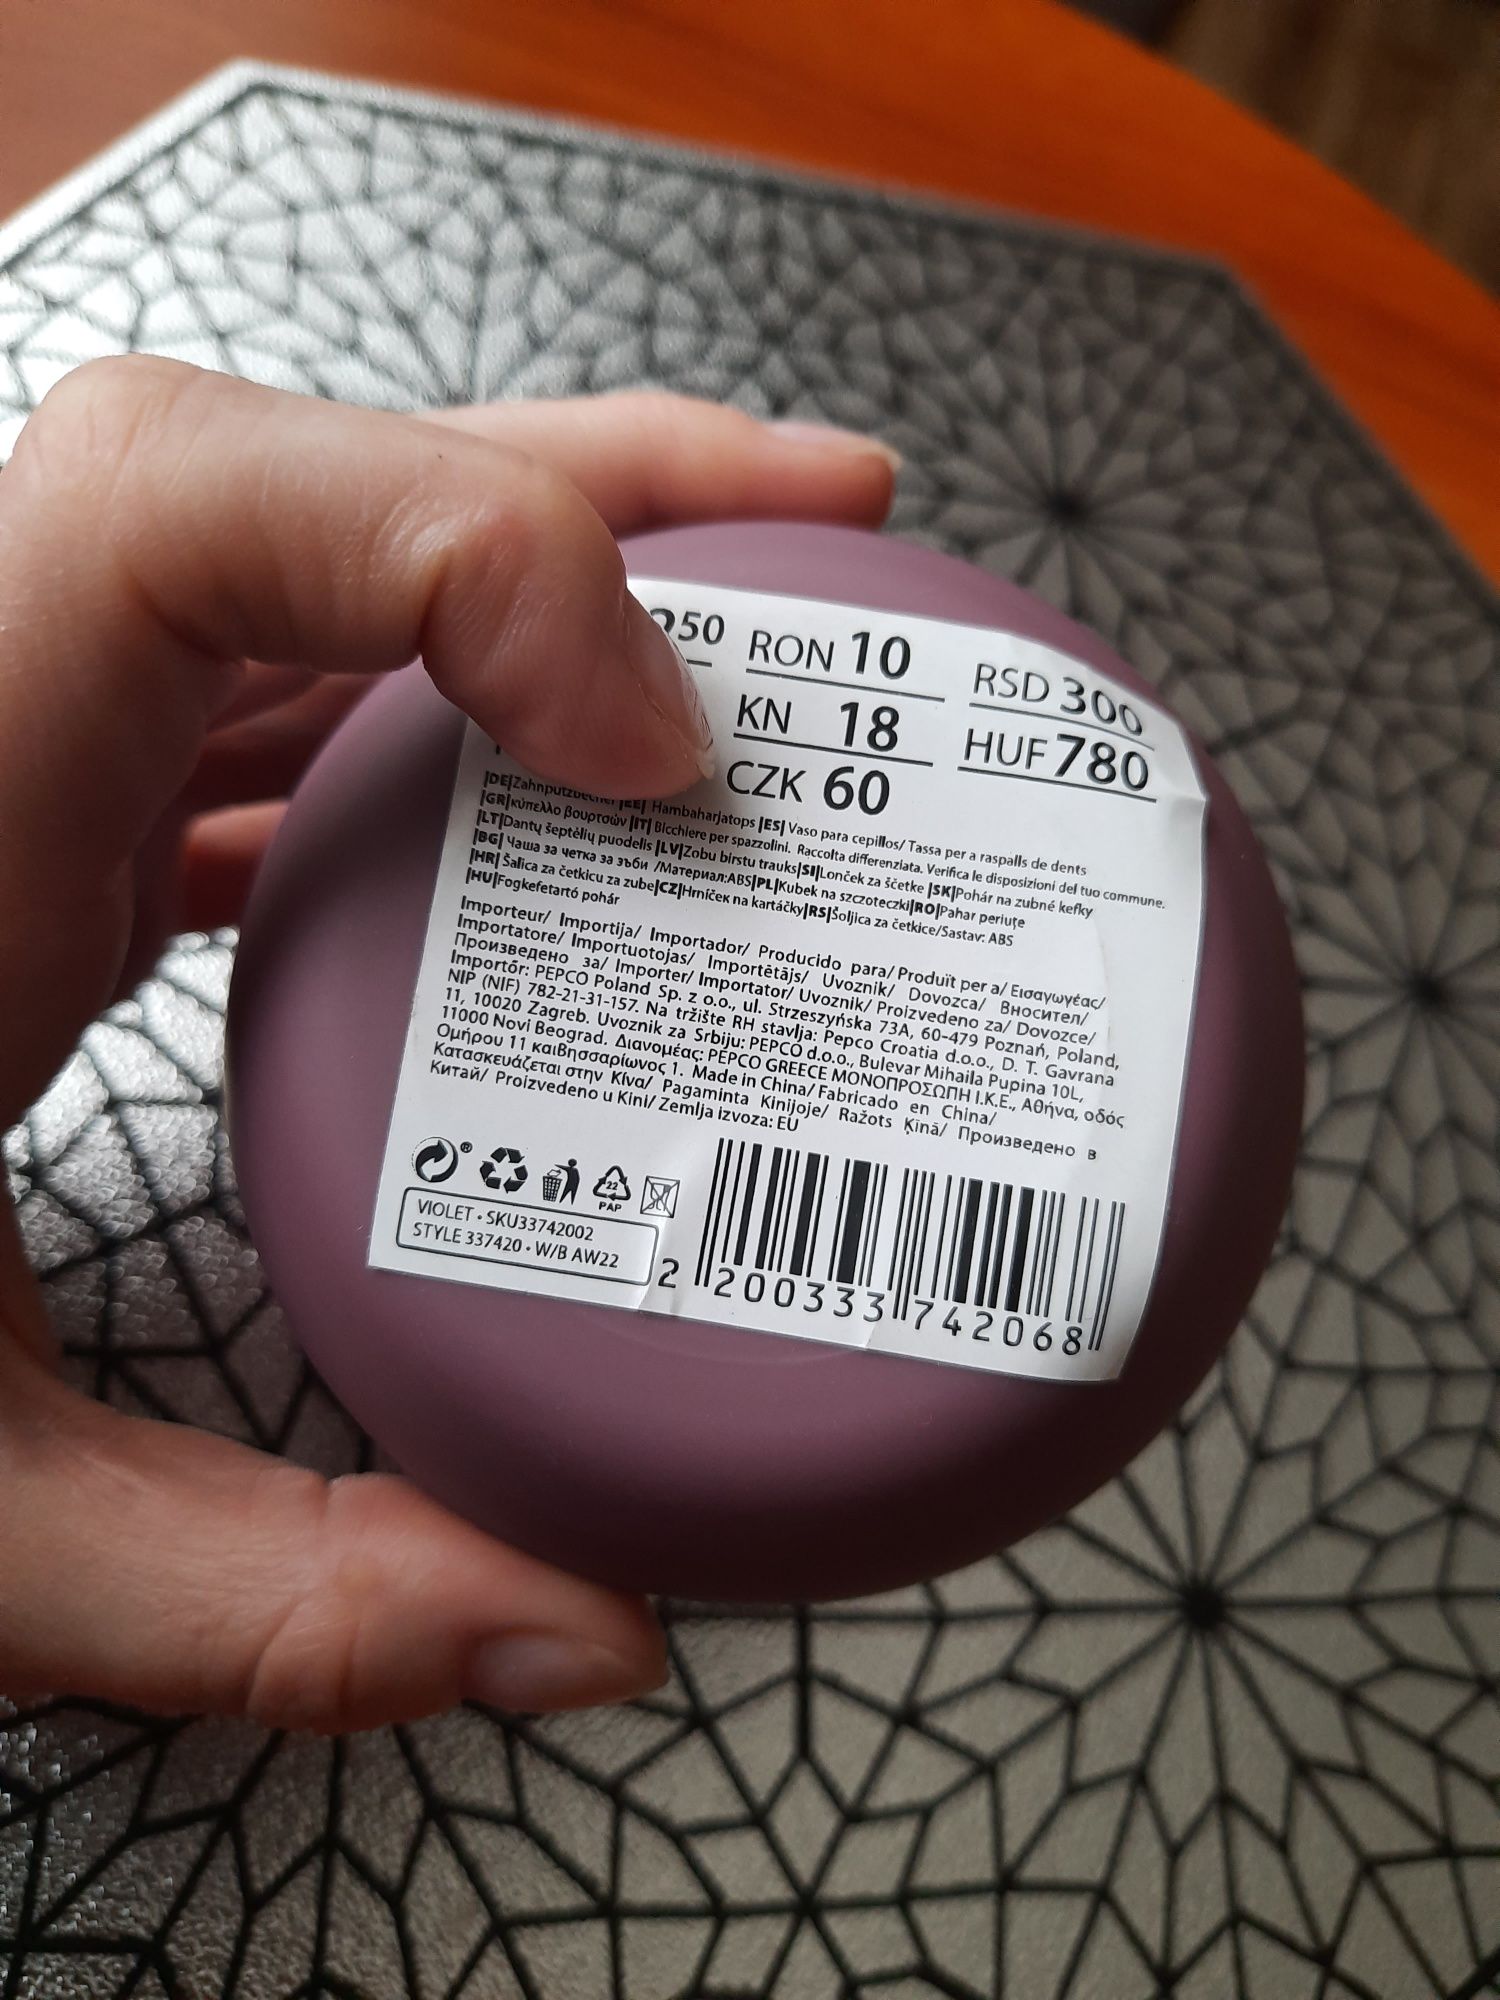 50 RON 10 RSD 300
KN 18 HUF 780
CZK 60
|DE|Zahnputzbecher |EE| Hambaharjatops |ES| Vaso para cepillos/ Tassa per a raspalls de dents
|GR|κύπελλο βουρτσών |IT| Bicchiere per spazzolini. Raccolta differenziata. Verifica le disposizioni del tuo commune.
|LT|Dantų šepetėlių puodelis |LV|Zobu birstu trauks|SI|Lonček za ščetke |SK|Pohár na zubné kefky
|BG| Чаша за четка за зъби /Материал:ABS|PL|Kubek na szczoteczki|RO|Pahar periuțe
|HR| Šalica za četkicu za zube|CZ|Hrníček na kartáčky|RS|Šoljica za četkice/Sastav: ABS
|HU|Fogkefetartó pohár
Importeur/ Importija/ Importador/ Producido para/ Produït per a/ Εισαγωγέας/
Importatore/ Importuotojas/ Importētājs/ Uvoznik/ Dovozca/ Вносител/
Произведено за/ Importer/ Importator/ Uvoznik/ Proizvedeno za/ Dovozce/
Importőr: PEPCO Poland Sp. z o.o., ul. Strzeszyńska 73A, 60-479 Poznań, Poland,
NIP (NIF) 782-21-31-157. Na tržište RH stavlja: Pepco Croatia d.o.o., D. T. Gavrana
11, 10020 Zagreb. Uvoznik za Srbiju: PEPCO d.o.o., Bulevar Mihaila Pupina 10L,
11000 Novi Beograd. Διανομέας: PEPCO GREECE ΜΟΝΟΠΡΟΣΩΠΗ Ι.Κ.Ε., Αθήνα, οδός
Ομήρου 11 καιΒησσαρίωνος 1. Made in China/ Fabricado en China/
Κατασκευάζεται στην Κίνα/ Pagaminta Kinijoje/ Ražots Ķīnā/ Произведено в
Китай/ Proizvedeno u Kini/ Zemlja izvoza: EU
22
PAP
VIOLET • SKU33742002
STYLE 337420 • W/B AW22
2 200333 742068